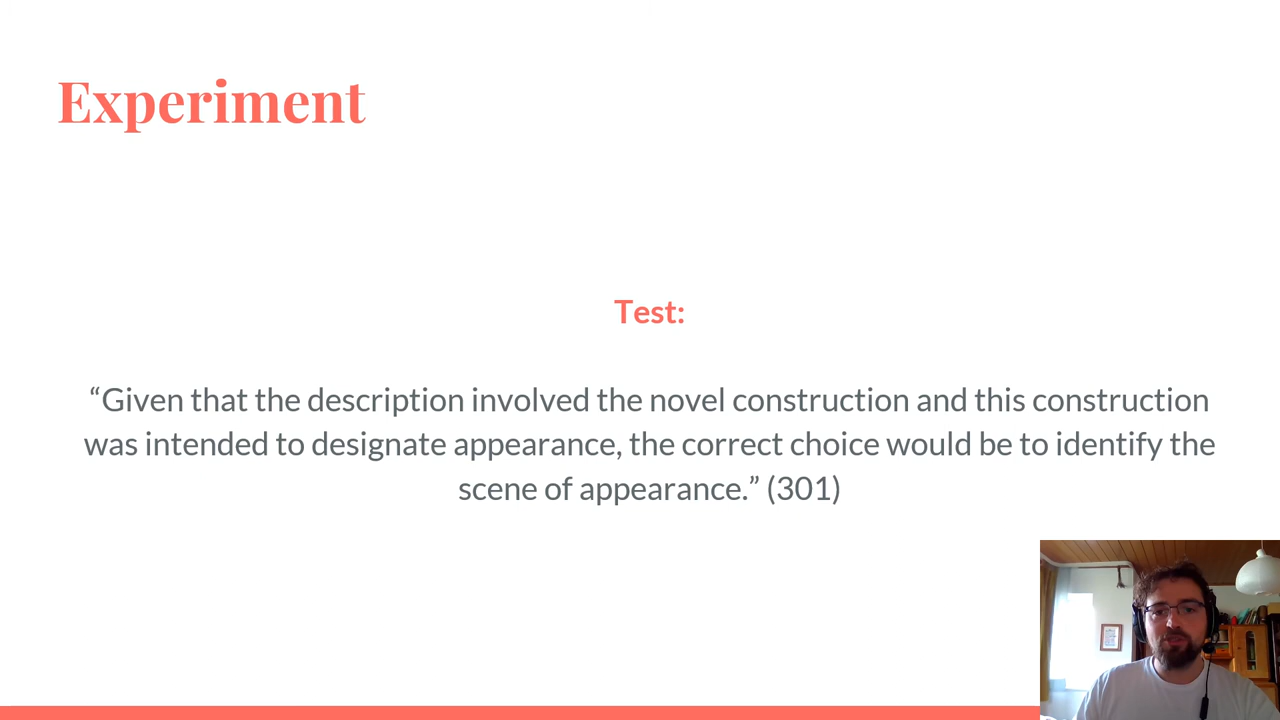 Experiment
Test:
“Given that the description involved the novel construction and this construction
was intended to designate appearance, the correct choice would be to identify the
scene of appearance.” (301)